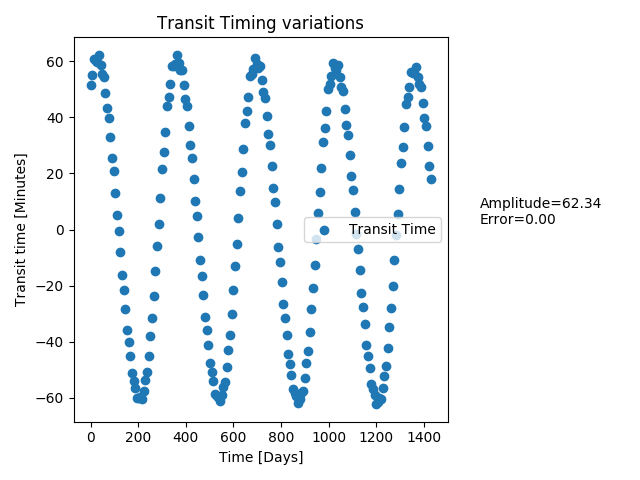 Transit Timing variations
Transit time [Minutes]
60
40
20
0
−20
−40
−60
Transit Time
0 200 400 600 800 1000 1200 1400
Time [Days]
Amplitude=62.34
Error=0.00